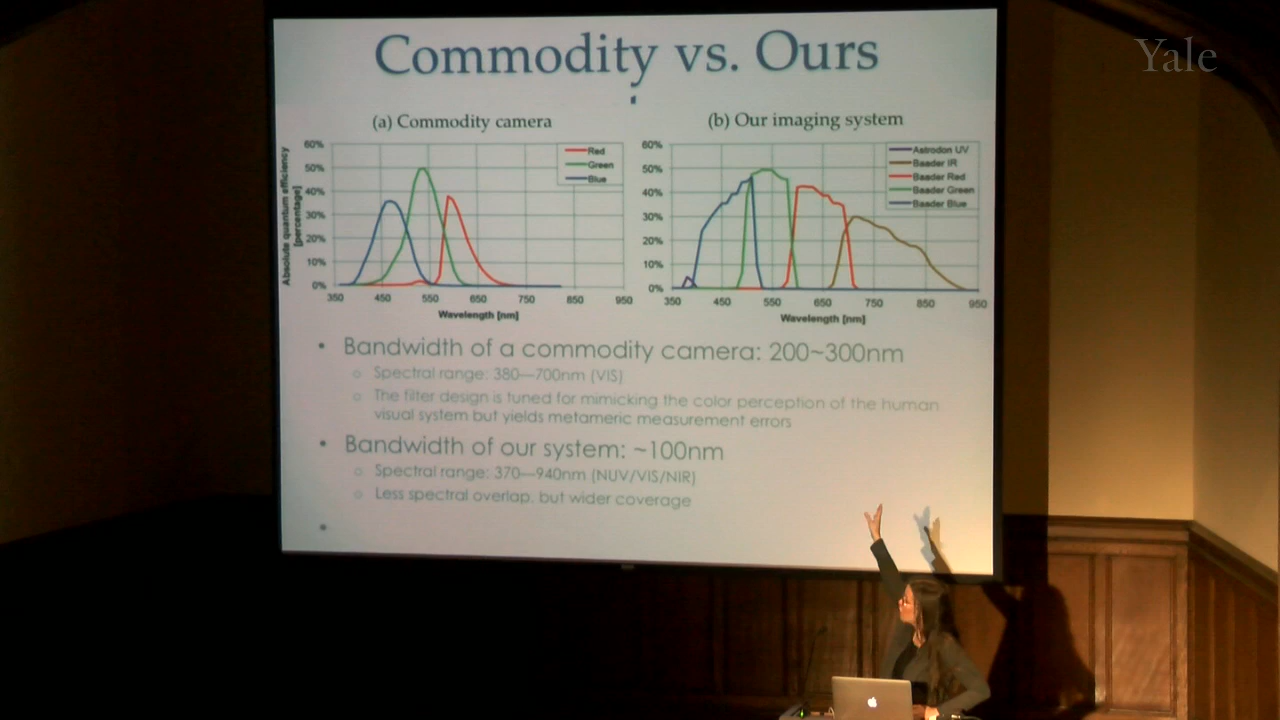 Commodity vs. Ours
Yale
(a) Commodity camera
(b) Our imaging system
Absolute quantum efficiency
[percentage]
60%
50%
40%
30%
20%
10%
0%
Red
Green
Blue
350 450 550 650 750 850 950
Wavelength [nm]
60%
50%
40%
30%
20%
10%
0%
Astrodon UV
Baader IR
Baader Red
Baader Green
Baader Blue
350 450 550 650 750 850 950
Wavelength [nm]
• Bandwidth of a commodity camera: 200~300nm
o Spectral range: 380—700nm (VIS)
o The filter design is tuned for mimicking the color perception of the human
visual system but yields metameric measurement errors
• Bandwidth of our system: ~100nm
o Spectral range: 370—940nm (NUV/VIS/NIR)
o Less spectral overlap, but wider coverage
•